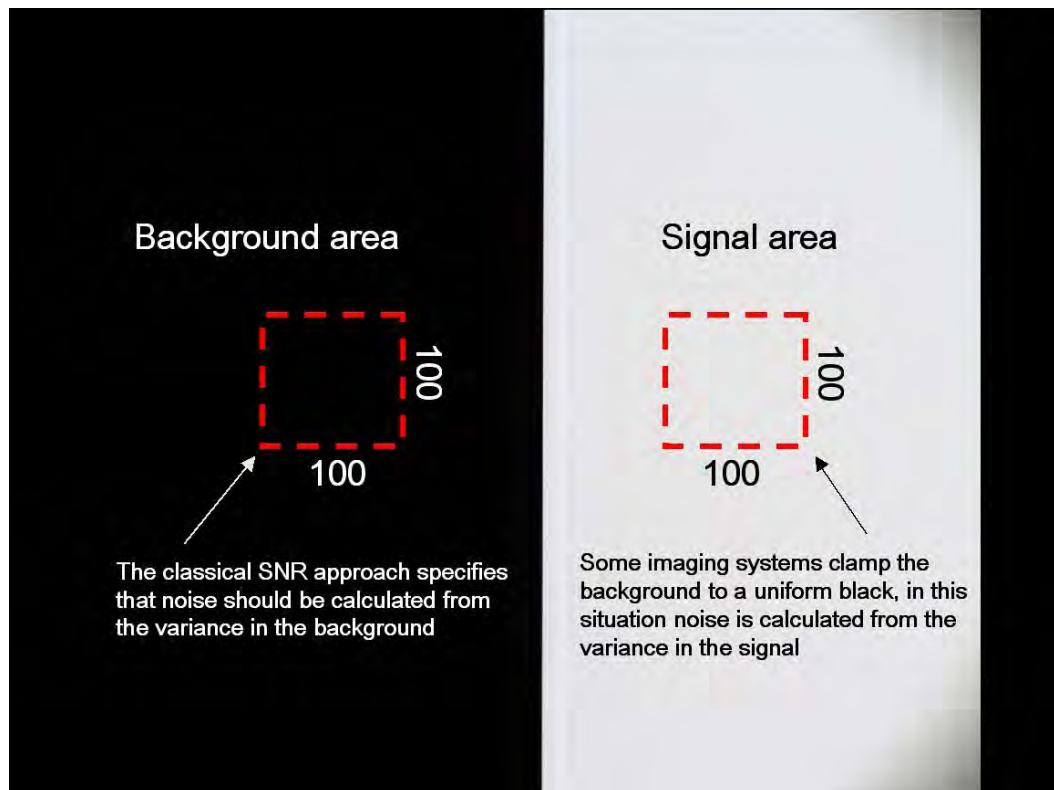 Background area
100
100
The classical SNR approach specifies
that noise should be calculated from
the variance in the background
Signal area
100
100
Some imaging systems clamp the
background to a uniform black, in this
situation noise is calculated from the
variance in the signal